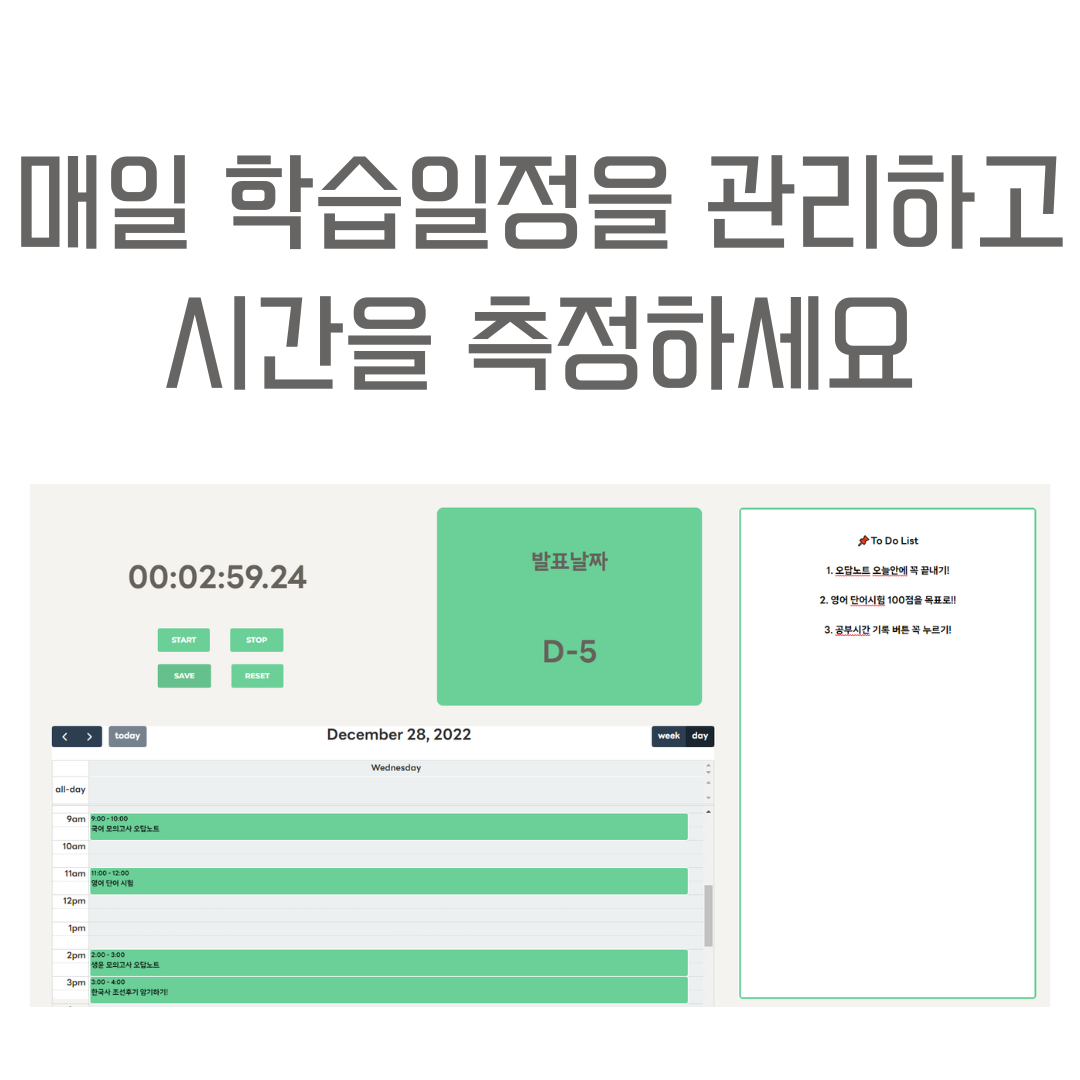 매일 학습일정을 관리하고
시간을 측정하세요
00:02:59.24
START STOP
SAVE RESET
발표날짜
D-5
📌To Do List
1. 오답노트 오늘안에 꼭 끝내기!
2. 영어 단어시험 100점을 목표로!!
3. 공부시간 기록 버튼 꼭 누르기!
today
December 28, 2022
week day
Wednesday
all-day
9am
9:00 - 10:00
국어 모의고사 오답노트
10am
11am
11:00 - 12:00
영어 단어 시험
12pm
1pm
2pm
2:00 - 3:00
생윤 모의고사 오답노트
3pm
3:00 - 4:00
한국사 조선후기 암기하기!